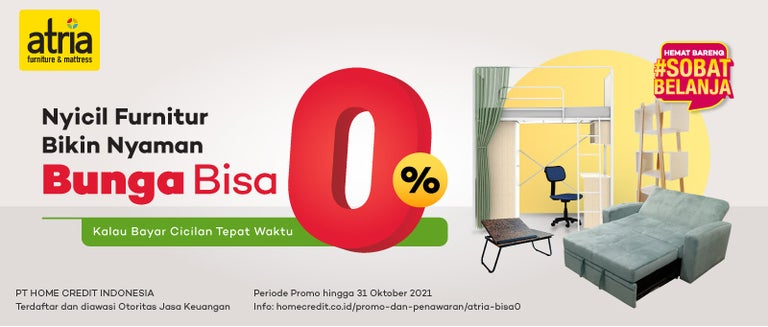 atria
furniture & mattress
HEMAT BARENG
#SOBAT
BELANJA
Nyicil Furnitur
Bikin Nyaman
Bunga Bisa 0%
Kalau Bayar Cicilan Tepat Waktu
PT HOME CREDIT INDONESIA
Terdaftar dan diawasi Otoritas Jasa Keuangan
Periode Promo hingga 31 Oktober 2021
Info: homecredit.co.id/promo-dan-penawaran/atria-bisa0